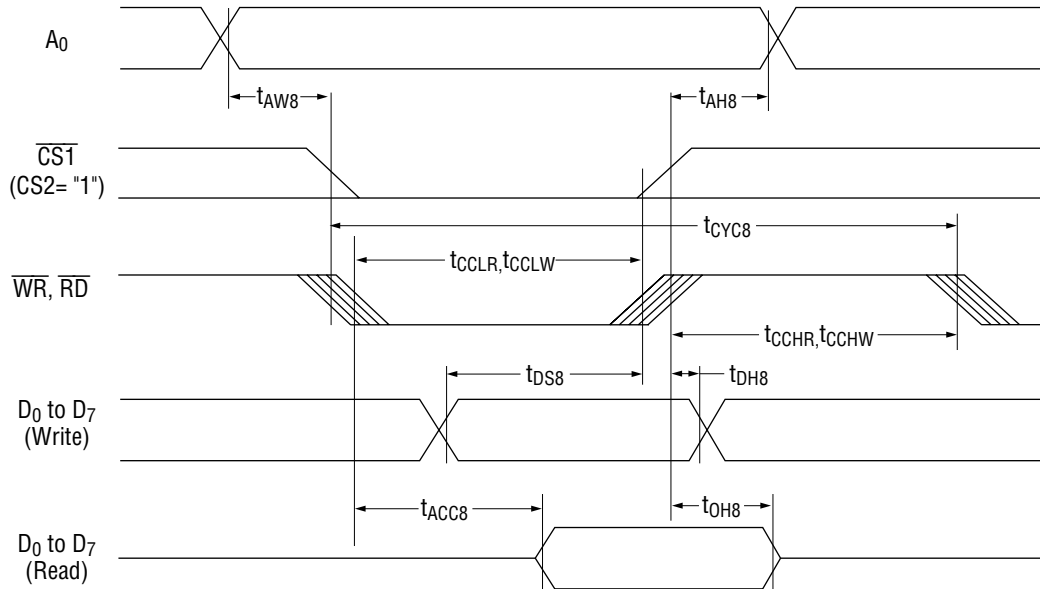 A0
tAW8
tAH8
CS1
(CS2= "1")
tCYC8
tCCLR,tCCLW
WR, RD
tCCHR,tCCHW
tDS8
tDH8
D0 to D7
(Write)
tACC8
tOH8
D0 to D7
(Read)